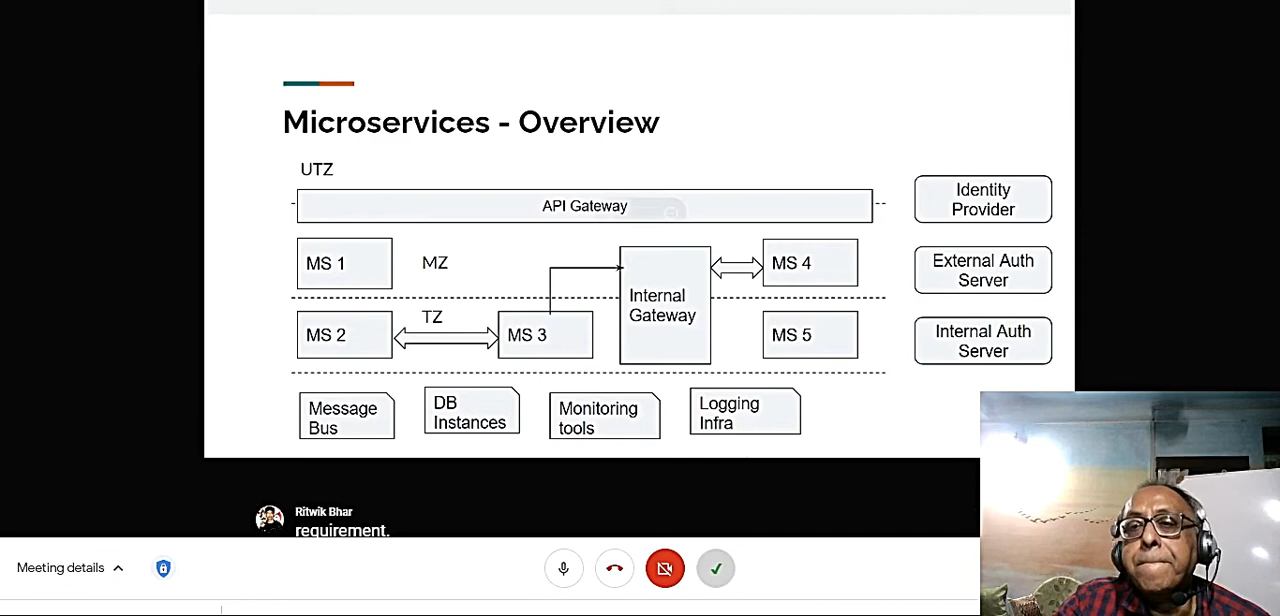 Microservices - Overview
UTZ
API Gateway
Identity
Provider
MS 1
MZ
Internal
Gateway
MS 4
External Auth
Server
MS 2
TZ
MS 3
MS 5
Internal Auth
Server
Message
Bus
DB
Instances
Monitoring
tools
Logging
Infra
Ritwik Bhar
requirement.
Meeting details